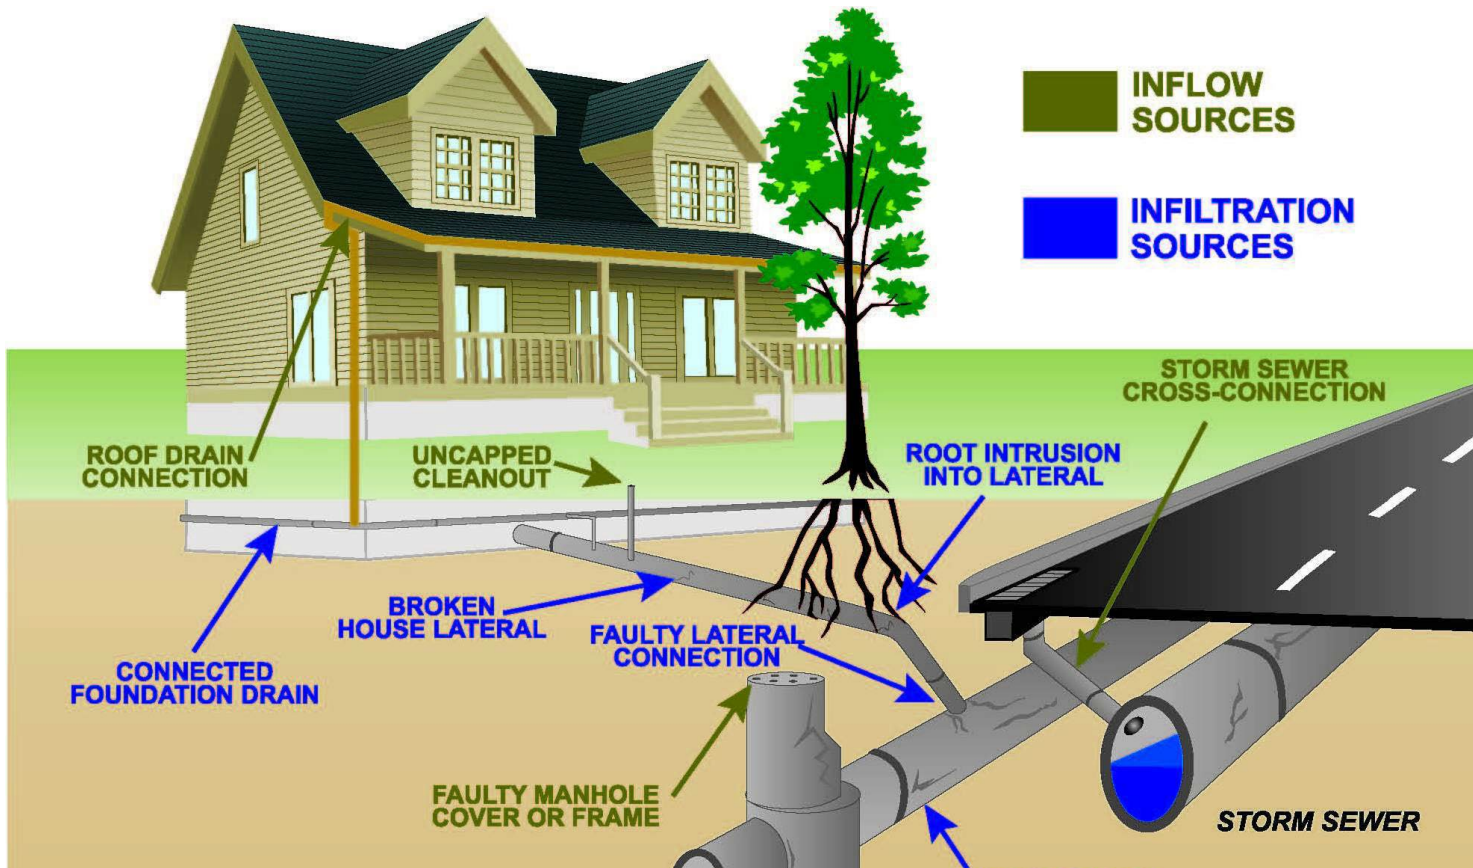 INFLOW
SOURCES
INFILTRATION
SOURCES
STORM SEWER
CROSS-CONNECTION
ROOF DRAIN
CONNECTION
UNCAPPED
CLEANOUT
ROOT INTRUSION
INTO LATERAL
BROKEN
HOUSE LATERAL
FAULTY LATERAL
CONNECTION
CONNECTED
FOUNDATION DRAIN
FAULTY MANHOLE
COVER OR FRAME
STORM SEWER